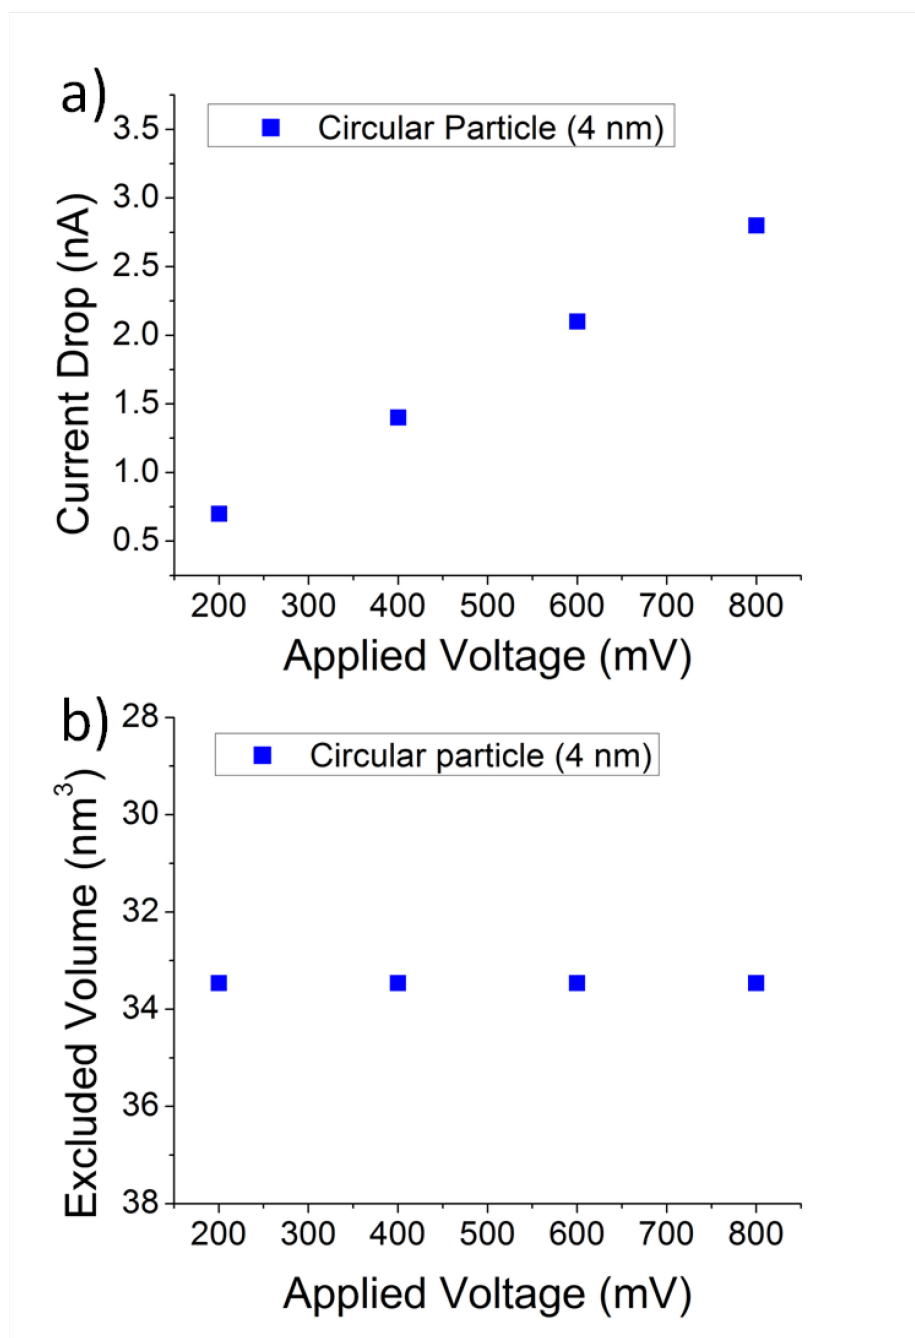 a)
Circular Particle (4 nm)
3.5
3.0
2.5
2.0
1.5
1.0
0.5
Current Drop (nA)
200 300 400 500 600 700 800
Applied Voltage (mV)
b)
Circular particle (4 nm)
28
30
32
34
36
38
Excluded Volume (nm³)
200 300 400 500 600 700 800
Applied Voltage (mV)